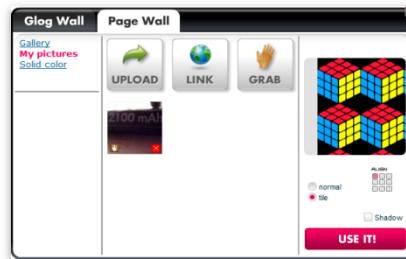 Glog Wall
Page Wall
Gallery
My pictures
Solid color
UPLOAD
LINK
GRAB
2100 mAh
ALIGN
normal
tile
Shadow
USE IT!